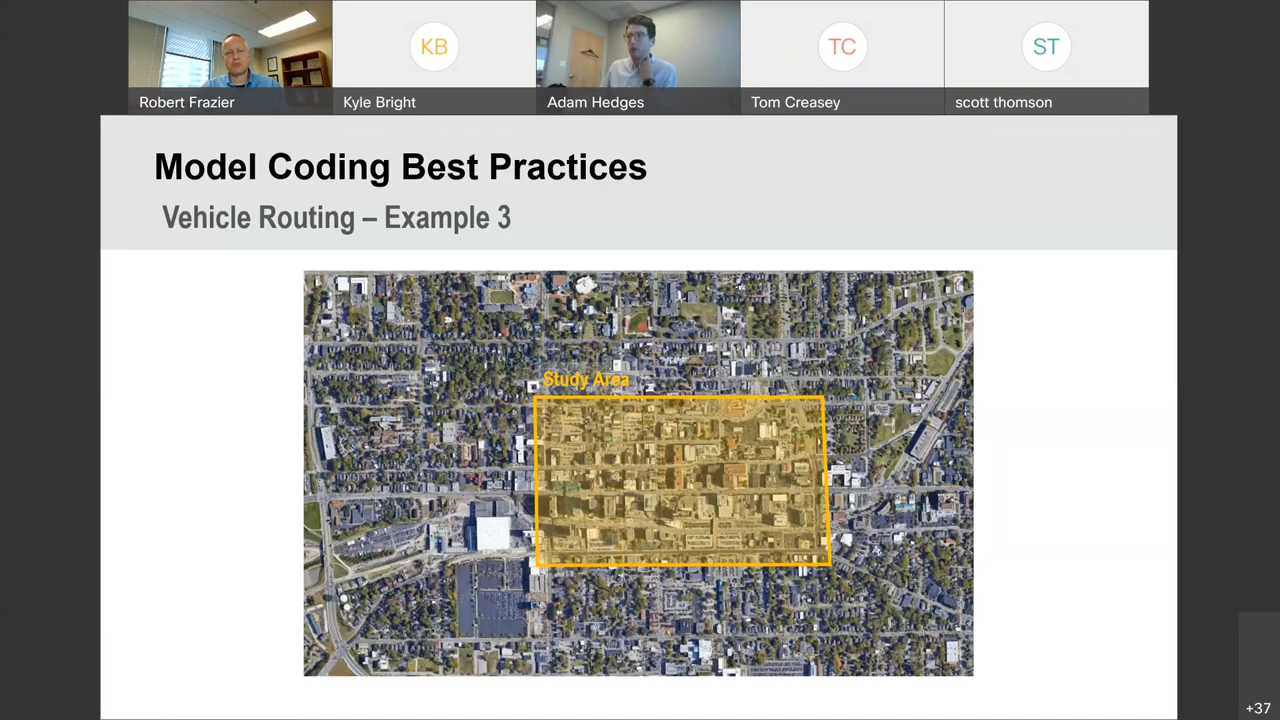 KB
TC
ST
Robert Frazier
Kyle Bright
Adam Hedges
Tom Creasey
scott thomson
Model Coding Best Practices
Vehicle Routing – Example 3
Study Area
+37